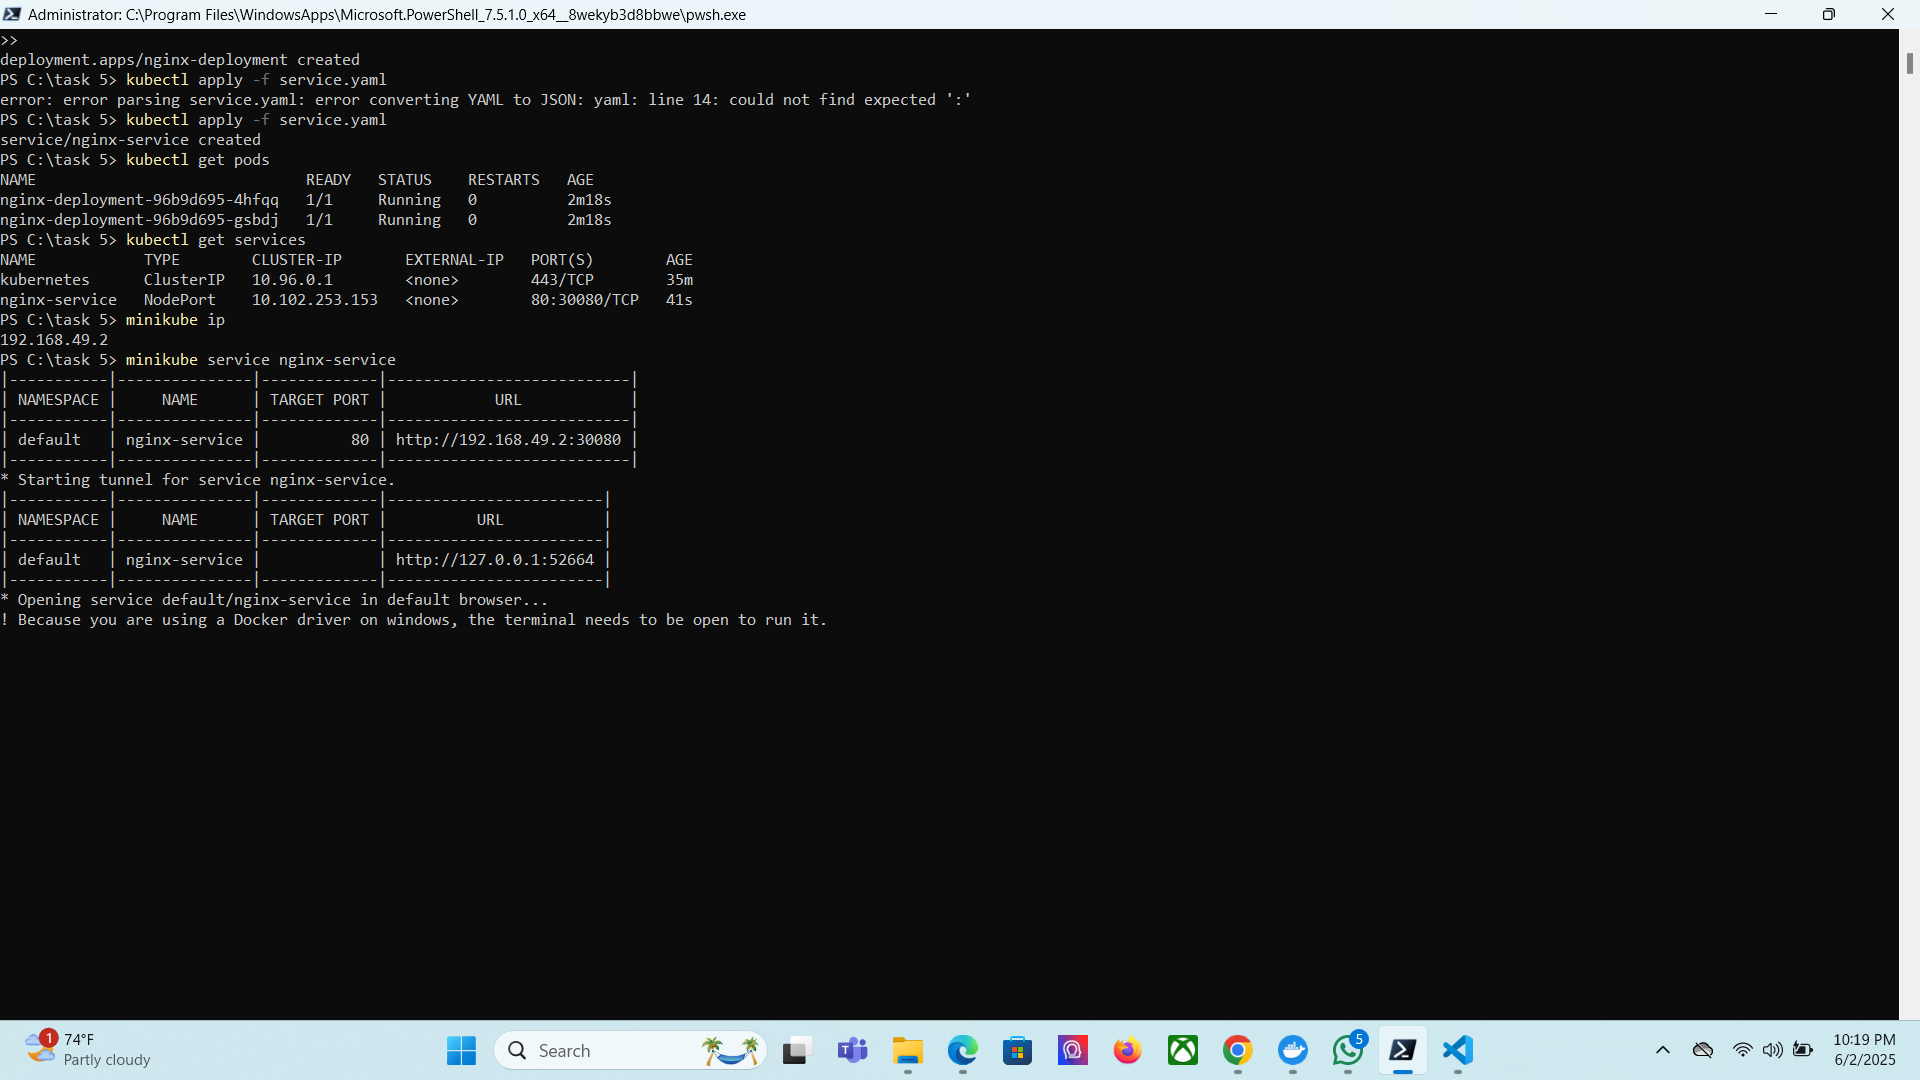 Administrator: C:\Program Files\WindowsApps\Microsoft.PowerShell_7.5.1.0_x64__8wekyb3d8bbwe\pwsh.exe
>>
deployment.apps/nginx-deployment created
PS C:\task 5> kubectl apply -f service.yaml
error: error parsing service.yaml: error converting YAML to JSON: yaml: line 14: could not find expected ':'
PS C:\task 5> kubectl apply -f service.yaml
service/nginx-service created
PS C:\task 5> kubectl get pods
NAME                              READY   STATUS    RESTARTS   AGE
nginx-deployment-96b9d695-4hfqq   1/1     Running   0          2m18s
nginx-deployment-96b9d695-gsbdj   1/1     Running   0          2m18s
PS C:\task 5> kubectl get services
NAME            TYPE        CLUSTER-IP       EXTERNAL-IP   PORT(S)        AGE
kubernetes      ClusterIP   10.96.0.1        <none>        443/TCP        35m
nginx-service   NodePort    10.102.253.153   <none>        80:30080/TCP   41s
PS C:\task 5> minikube ip
192.168.49.2
PS C:\task 5> minikube service nginx-service
|-----------|---------------|-------------|---------------------------|
| NAMESPACE |     NAME      | TARGET PORT |            URL            |
|-----------|---------------|-------------|---------------------------|
| default   | nginx-service |          80 | http://192.168.49.2:30080 |
|-----------|---------------|-------------|---------------------------|
* Starting tunnel for service nginx-service.
|-----------|---------------|-------------|------------------------|
| NAMESPACE |     NAME      | TARGET PORT |          URL           |
|-----------|---------------|-------------|------------------------|
| default   | nginx-service |             | http://127.0.0.1:52664 |
|-----------|---------------|-------------|------------------------|
* Opening service default/nginx-service in default browser...
! Because you are using a Docker driver on windows, the terminal needs to be open to run it.
1
74°F
Partly cloudy
Search
5
10:19 PM
6/2/2025